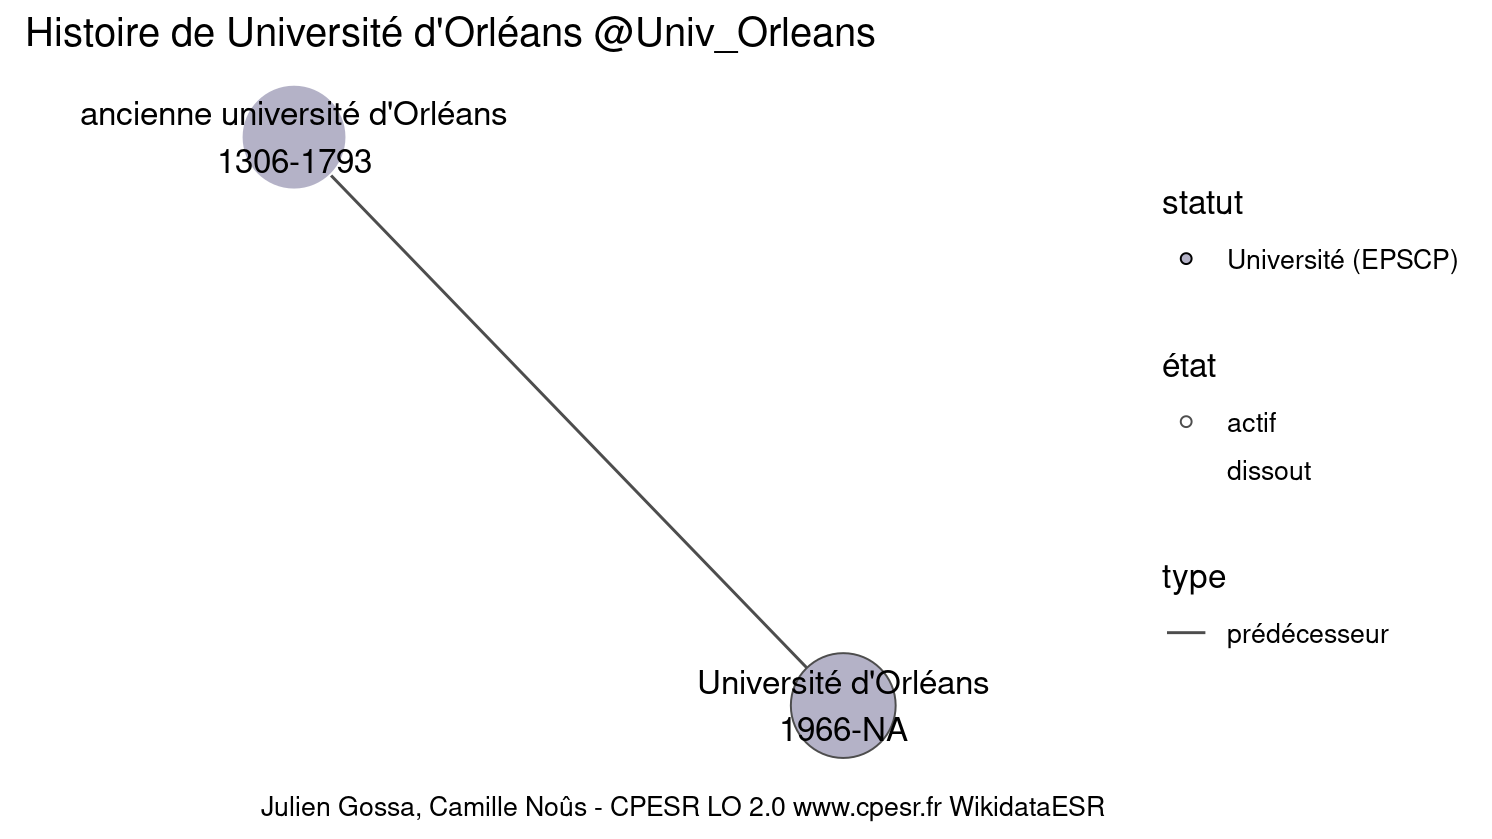 Histoire de Université d'Orléans @Univ_Orleans
ancienne université d'Orléans
1306-1793
statut
Université (EPSCP)
état
actif
dissout
type
prédécesseur
Université d'Orléans
1966-NA
Julien Gossa, Camille Noûs - CPESR LO 2.0 www.cpesr.fr WikidataESR